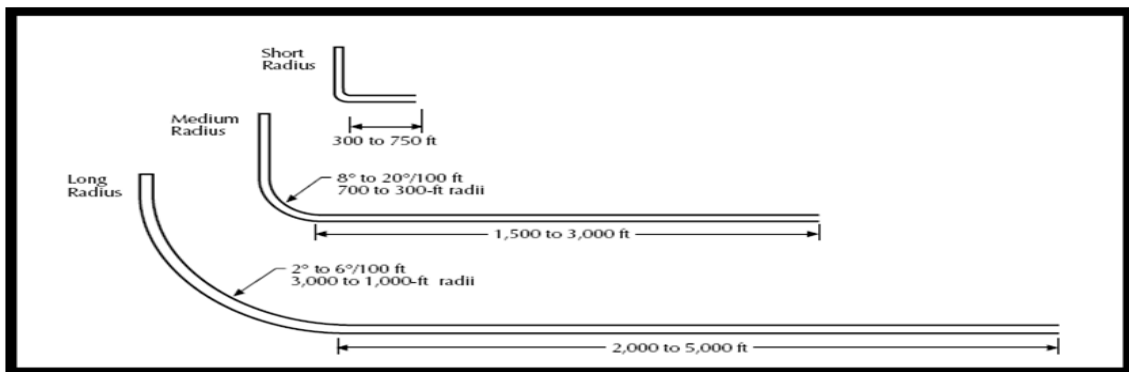 Short
Radius
300 to 750 ft
Medium
Radius
8° to 20°/100 ft
700 to 300-ft radii
1,500 to 3,000 ft
Long
Radius
2° to 6°/100 ft
3,000 to 1,000-ft radii
2,000 to 5,000 ft